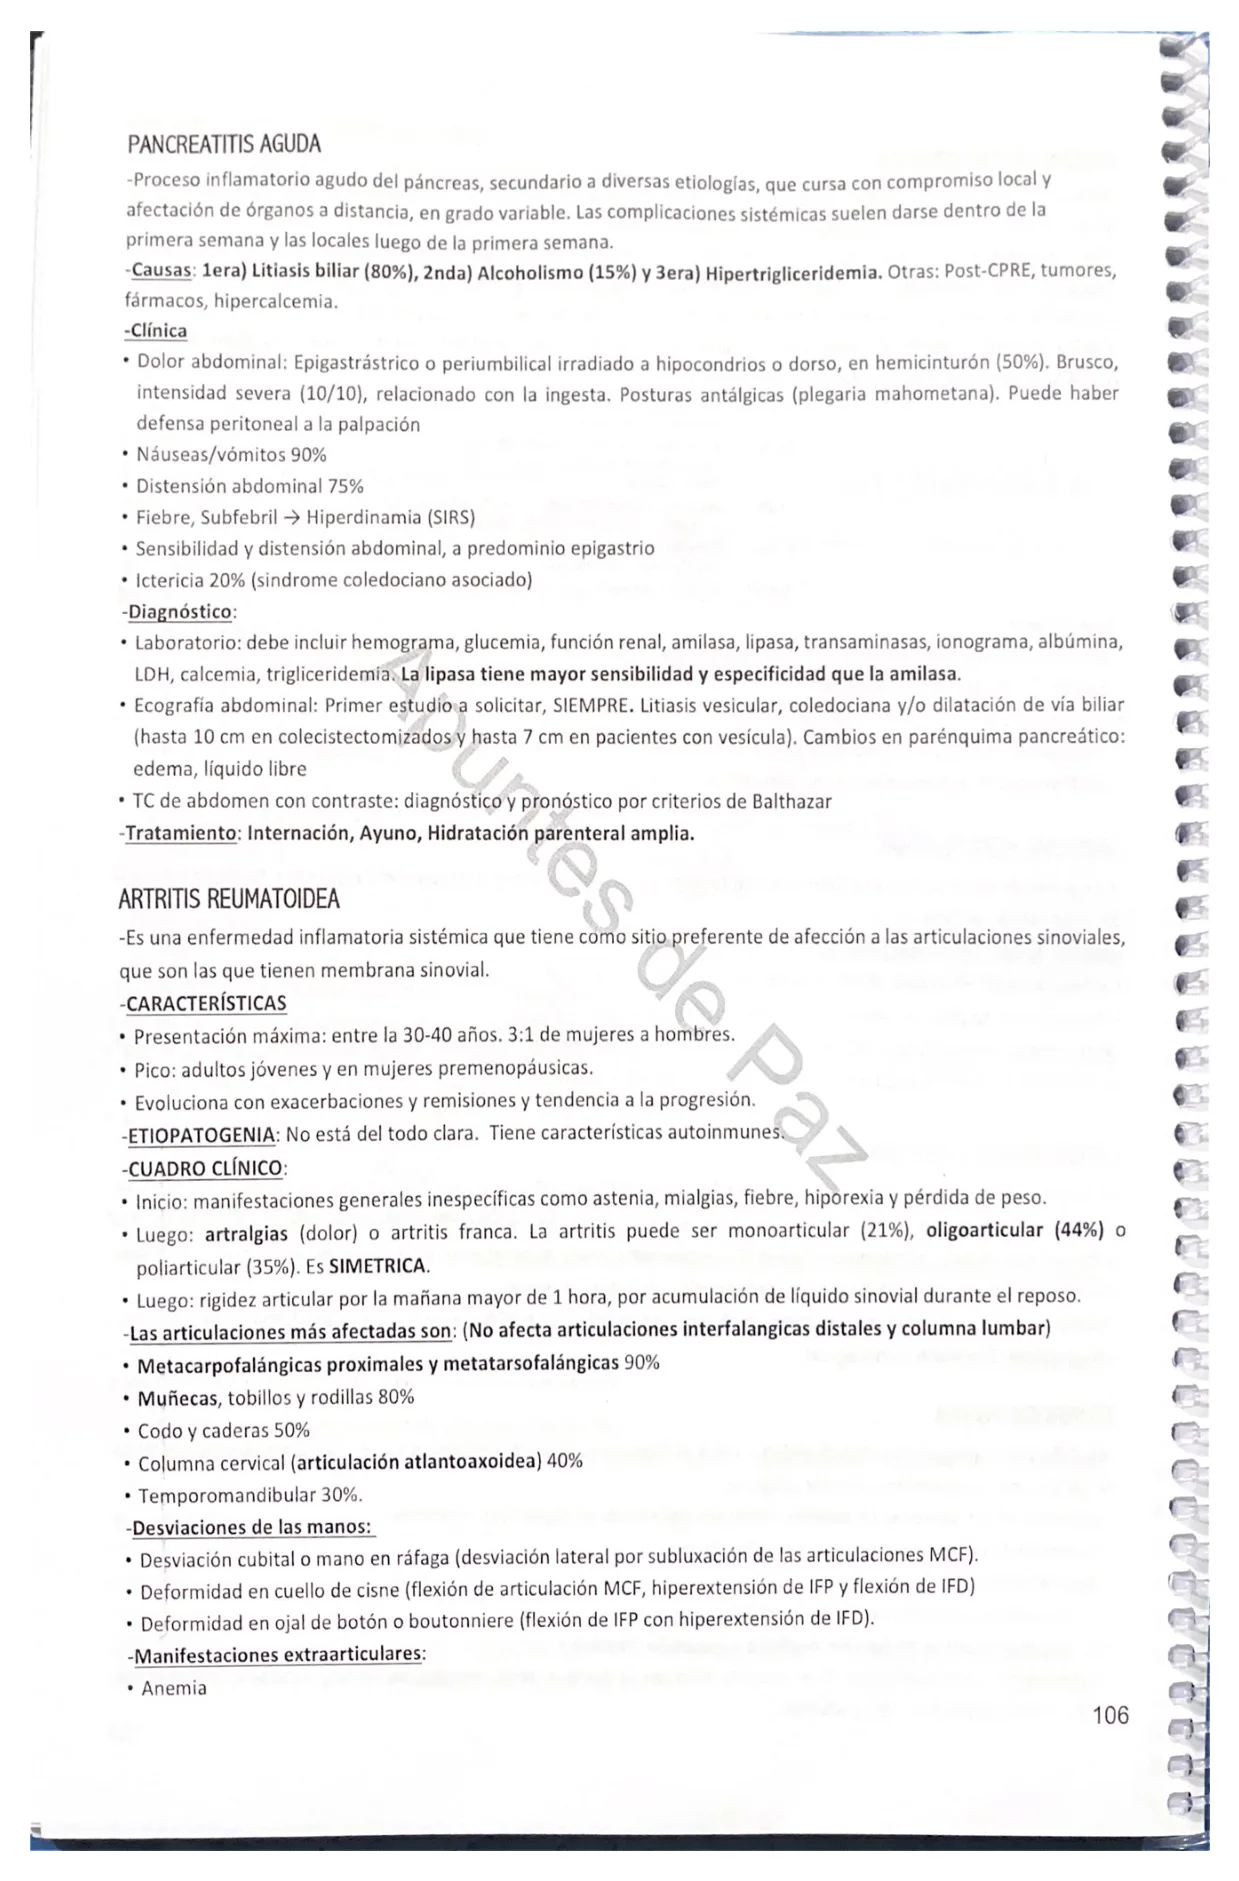 PANCREATITIS AGUDA
-Proceso inflamatorio agudo del páncreas, secundario a diversas etiologías, que cursa con compromiso local y
afectación de órganos a distancia, en grado variable. Las complicaciones sistémicas suelen darse dentro de la
primera semana y las locales luego de la primera semana.
-Causas: 1era) Litiasis biliar (80%), 2nda) Alcoholismo (15%) y 3era) Hipertrigliceridemia. Otras: Post-CPRE, tumores,
fármacos, hipercalcemia.
-Clínica
• Dolor abdominal: Epigastrástrico o periumbilical irradiado a hipocondrios o dorso, en hemicinturón (50%). Brusco,
intensidad severa (10/10), relacionado con la ingesta. Posturas antálgicas (plegaria mahometana). Puede haber
defensa peritoneal a la palpación
• Náuseas/vómitos 90%
• Distensión abdominal 75%
• Fiebre, Subfebril → Hiperdinamia (SIRS)
• Sensibilidad y distensión abdominal, a predominio epigastrio
• Ictericia 20% (sindrome coledociano asociado)
-Diagnóstico:
• Laboratorio: debe incluir hemograma, glucemia, función renal, amilasa, lipasa, transaminasas, ionograma, albúmina,
LDH, calcemia, trigliceridemia. La lipasa tiene mayor sensibilidad y especificidad que la amilasa.
• Ecografía abdominal: Primer estudio a solicitar, SIEMPRE. Litiasis vesicular, coledociana y/o dilatación de vía biliar
(hasta 10 cm en colecistectomizados y hasta 7 cm en pacientes con vesícula). Cambios en parénquima pancreático:
edema, líquido libre
• TC de abdomen con contraste: diagnóstico y pronóstico por criterios de Balthazar
-Tratamiento: Internación, Ayuno, Hidratación parenteral amplia.
ARTRITIS REUMATOIDEA
-Es una enfermedad inflamatoria sistémica que tiene como sitio preferente de afección a las articulaciones sinoviales,
que son las que tienen membrana sinovial.
-CARACTERÍSTICAS
• Presentación máxima: entre la 30-40 años. 3:1 de mujeres a hombres.
• Pico: adultos jóvenes y en mujeres premenopáusicas.
• Evoluciona con exacerbaciones y remisiones y tendencia a la progresión.
-ETIOPATOGENIA: No está del todo clara. Tiene características autoinmunes.
-CUADRO CLÍNICO:
• Inicio: manifestaciones generales inespecíficas como astenia, mialgias, fiebre, hiporexia y pérdida de peso.
• Luego: artralgias (dolor) o artritis franca. La artritis puede ser monoarticular (21%), oligoarticular (44%) o
poliarticular (35%). Es SIMETRICA.
• Luego: rigidez articular por la mañana mayor de 1 hora, por acumulación de líquido sinovial durante el reposo.
-Las articulaciones más afectadas son: (No afecta articulaciones interfalangicas distales y columna lumbar)
• Metacarpofalángicas proximales y metatarsofalángicas 90%
• Muñecas, tobillos y rodillas 80%
• Codo y caderas 50%
• Columna cervical (articulación atlantoaxoidea) 40%
• Temporomandibular 30%.
-Desviaciones de las manos:
• Desviación cubital o mano en ráfaga (desviación lateral por subluxación de las articulaciones MCF).
• Deformidad en cuello de cisne (flexión de articulación MCF, hiperextensión de IFP y flexión de IFD)
• Deformidad en ojal de botón o boutonniere (flexión de IFP con hiperextensión de IFD).
-Manifestaciones extraarticulares:
• Anemia
106
Apuntes de Paz